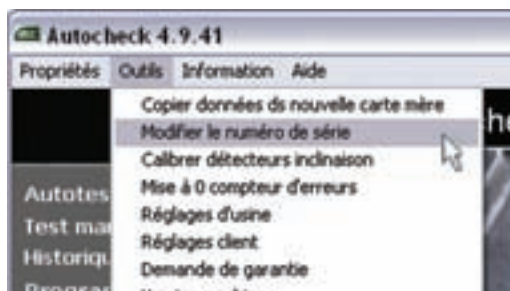 Autocheck 4.9.41
Propriétés Outils Information Aide
Copier données ds nouvelle carte mère
Modifier le numéro de série
Calibrer détecteurs inclinaison
Mise à 0 compteur d'erreurs
Réglages d'usine
Réglages client
Demande de garantie
Autotes
Test ma
Historiqu